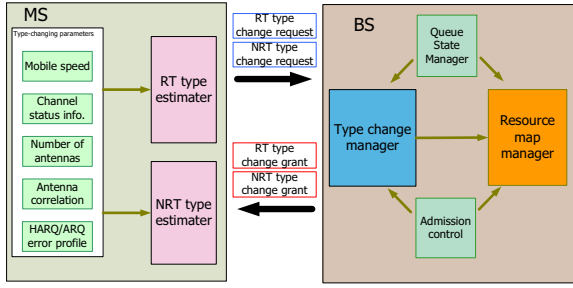 MS
Type-changing parameters
Mobile speed
Channel
status info.
Number of
antennas
Antenna
correlation
HARQ/ARQ
error profile
RT type
estimater
NRT type
estimater
RT type
change request
NRT type
change request
RT type
change grant
NRT type
change grant
BS
Queue
State
Manager
Type change
manager
Resource
map
manager
Admission
control